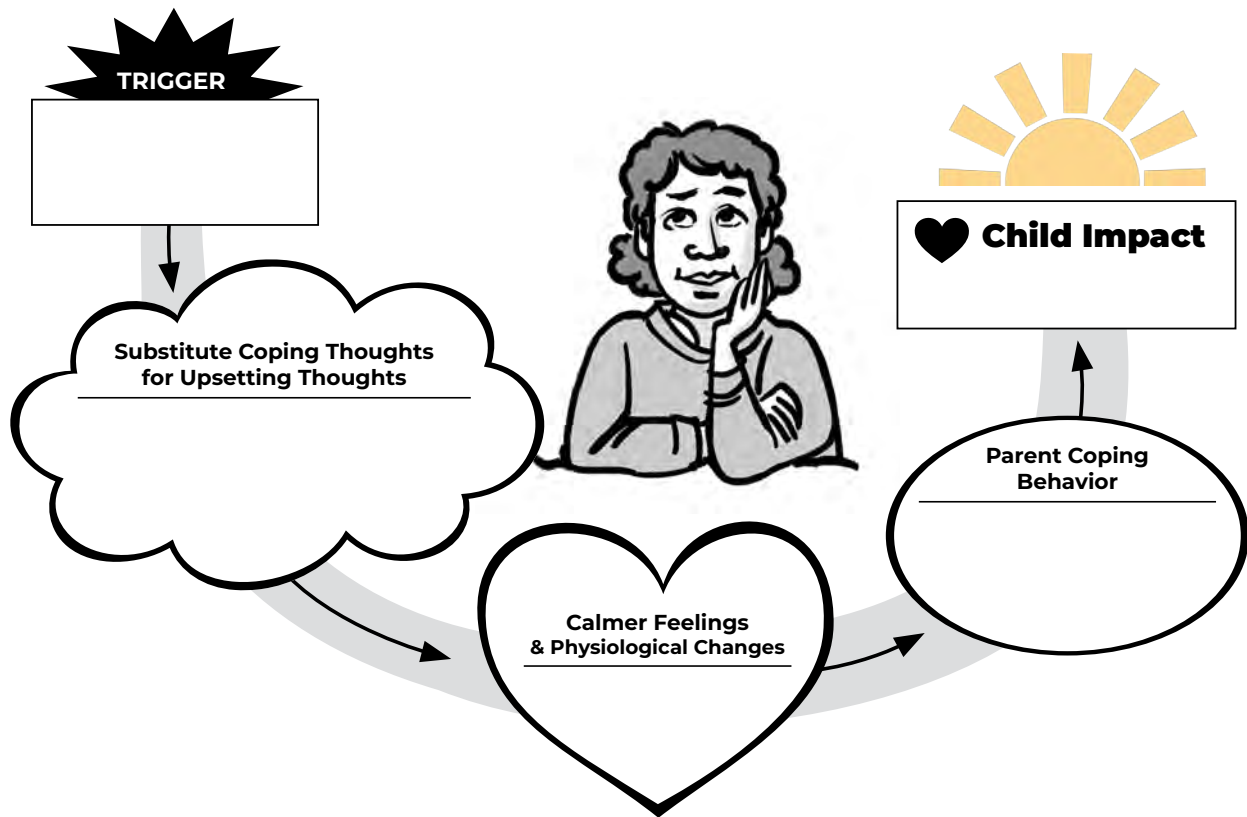 TRIGGER
Substitute Coping Thoughts
for Upsetting Thoughts
Calmer Feelings
& Physiological Changes
Parent Coping
Behavior
Child Impact